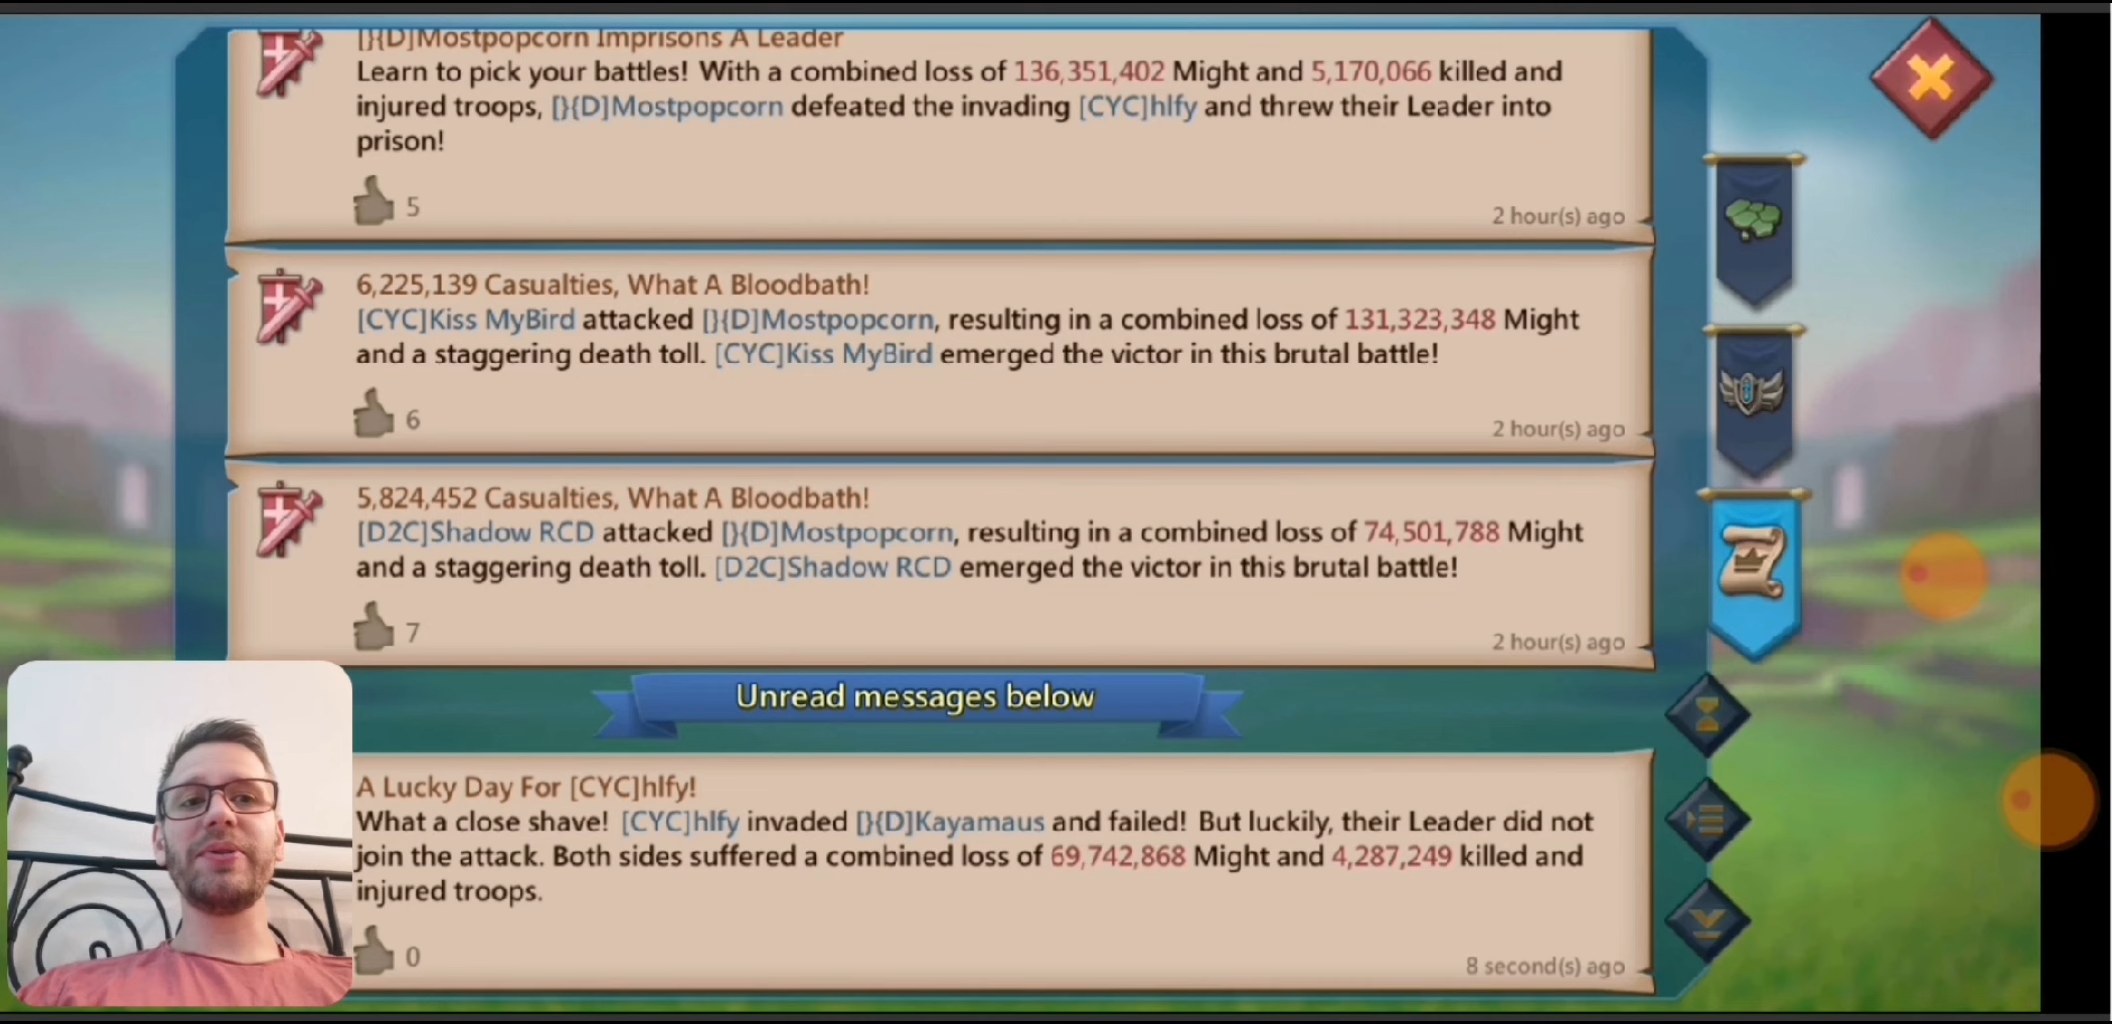 [}{D]Mostpopcorn Imprisons A Leader
Learn to pick your battles! With a combined loss of 136,351,402 Might and 5,170,066 killed and
injured troops, [}{D]Mostpopcorn defeated the invading [CYC]hlfy and threw their Leader into
prison!
5
2 hour(s) ago
6,225,139 Casualties, What A Bloodbath!
[CYC]Kiss MyBird attacked [}{D]Mostpopcorn, resulting in a combined loss of 131,323,348 Might
and a staggering death toll. [CYC]Kiss MyBird emerged the victor in this brutal battle!
6
2 hour(s) ago
5,824,452 Casualties, What A Bloodbath!
[D2C]Shadow RCD attacked [}{D]Mostpopcorn, resulting in a combined loss of 74,501,788 Might
and a staggering death toll. [D2C]Shadow RCD emerged the victor in this brutal battle!
7
2 hour(s) ago
Unread messages below
A Lucky Day For [CYC]hlfy!
What a close shave! [CYC]hlfy invaded [}{D]Kayamaus and failed! But luckily, their Leader did not
join the attack. Both sides suffered a combined loss of 69,742,868 Might and 4,287,249 killed and
injured troops.
0
8 second(s) ago